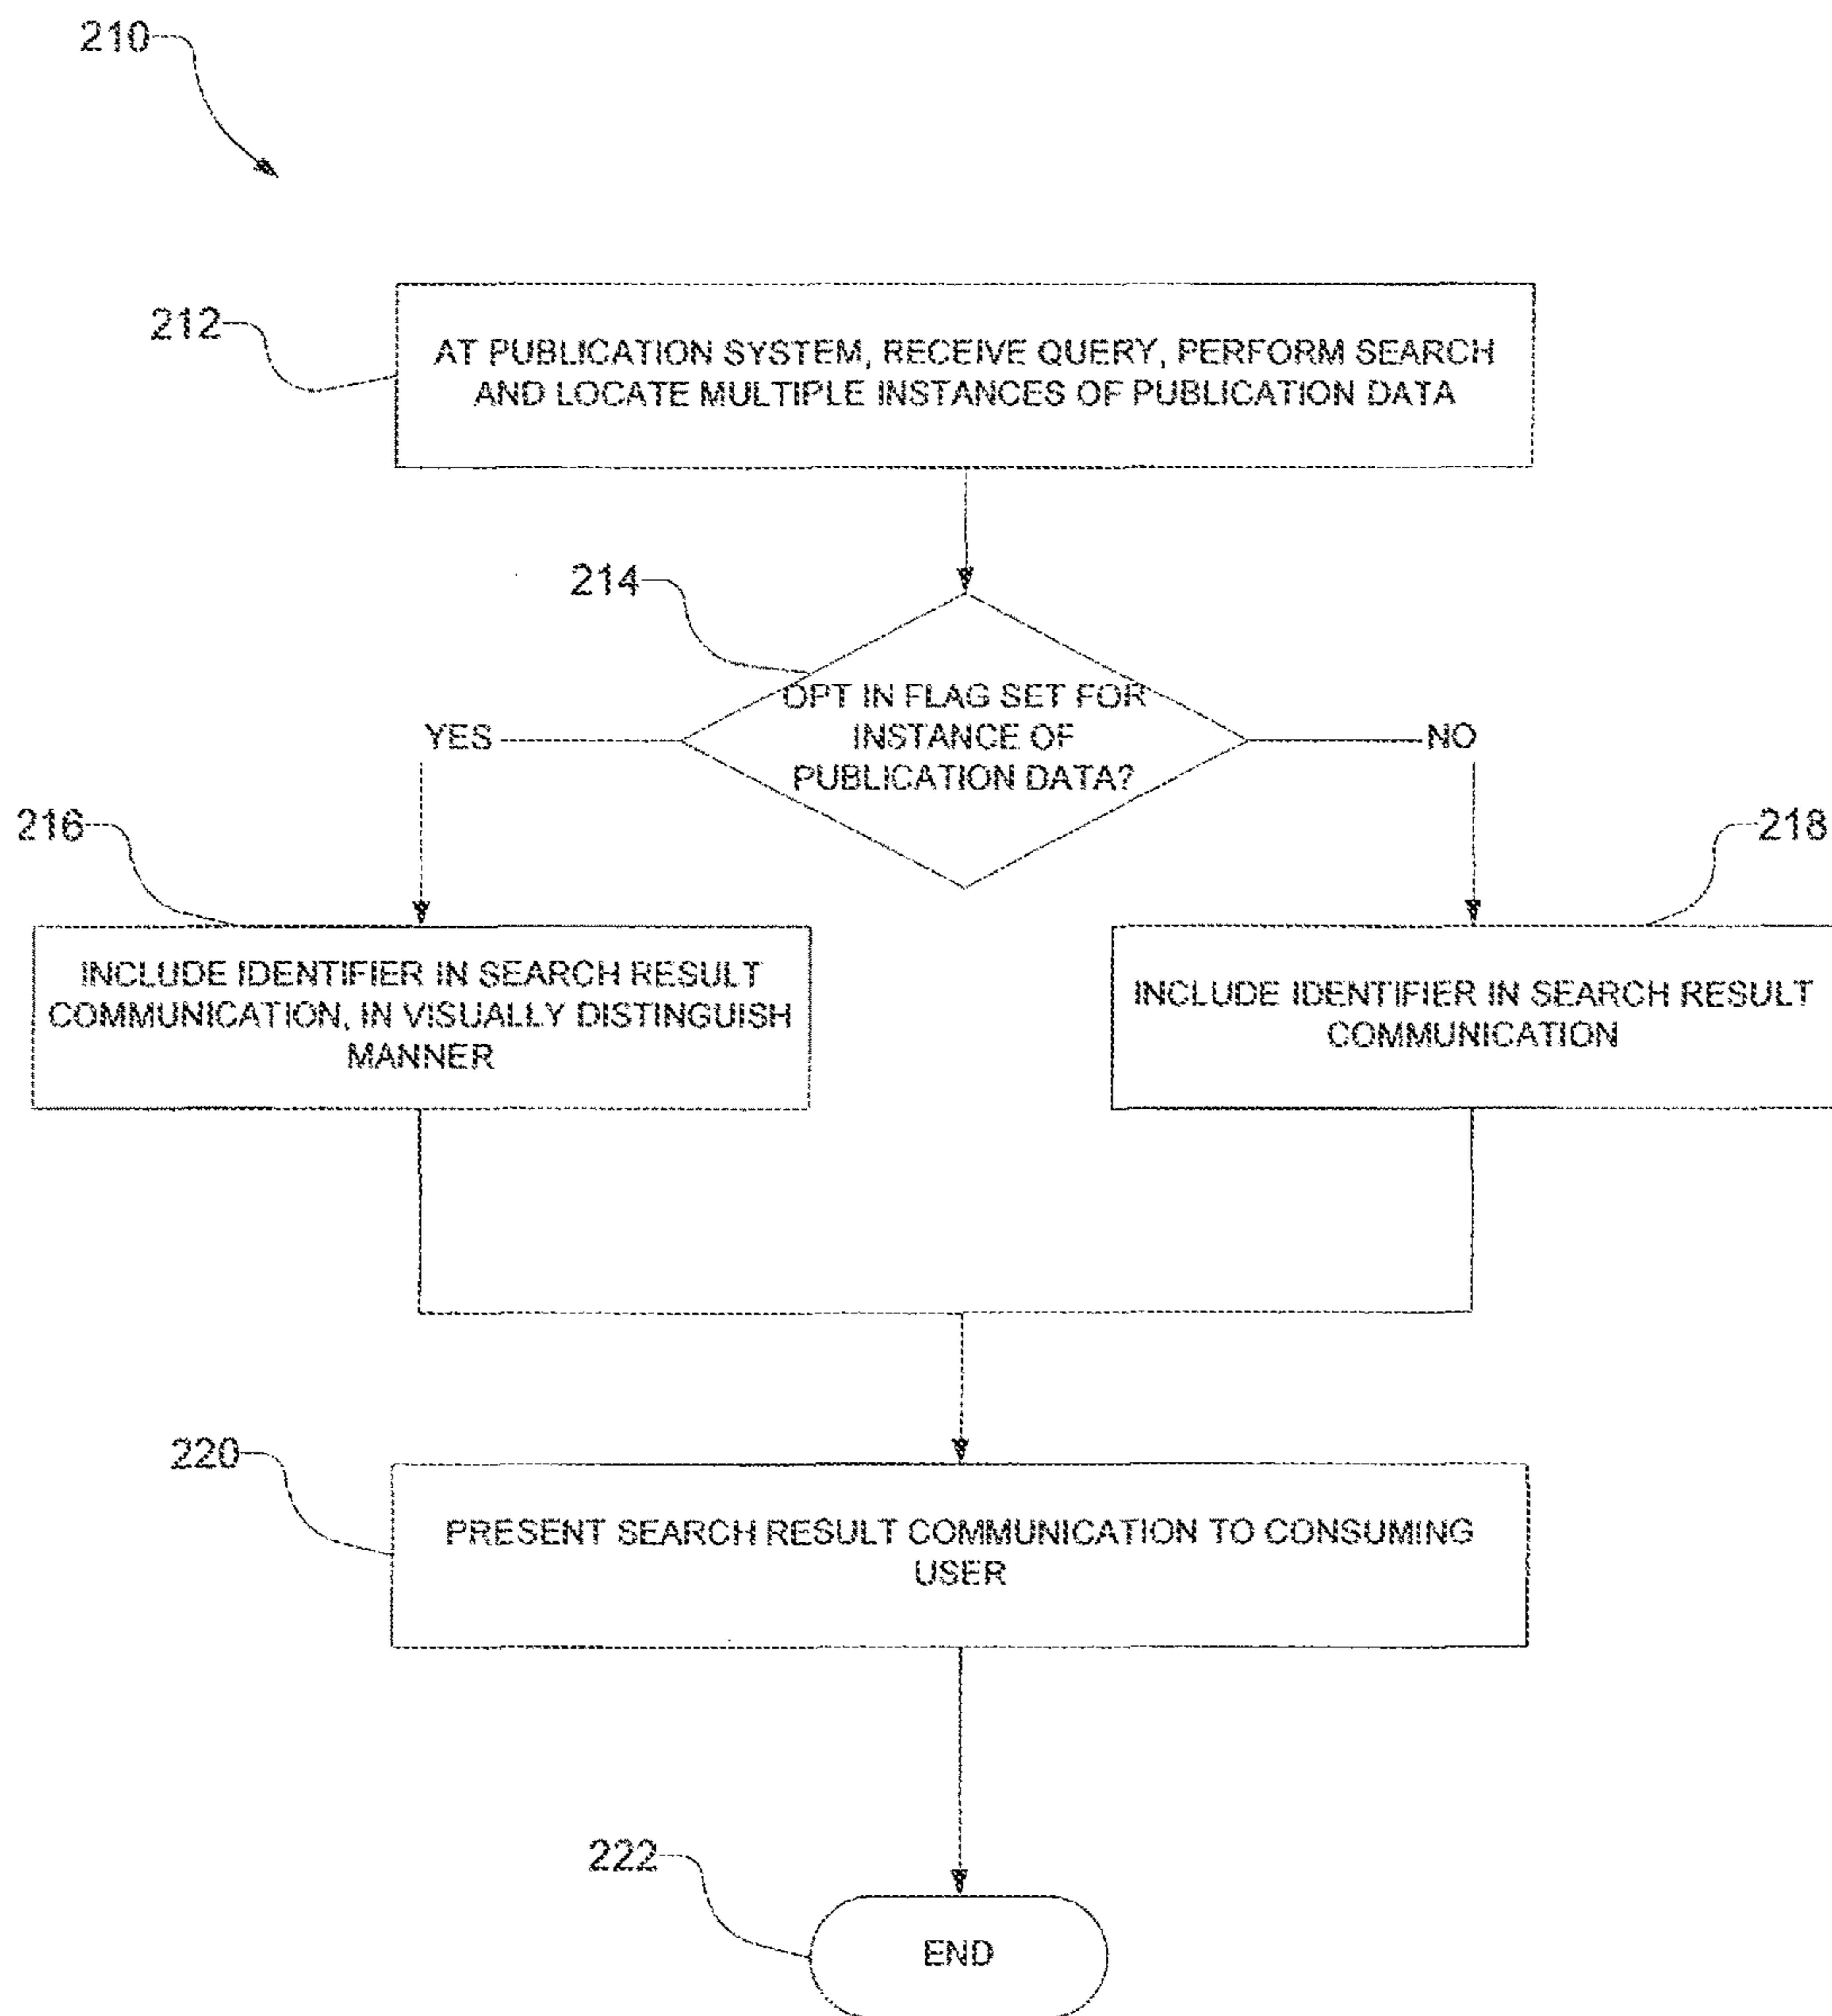 210
212
AT PUBLICATION SYSTEM, RECEIVE QUERY, PERFORM SEARCH
AND LOCATE MULTIPLE INSTANCES OF PUBLICATION DATA
214
OPT IN FLAG SET FOR
INSTANCE OF
PUBLICATION DATA?
YES
NO
216
218
INCLUDE IDENTIFIER IN SEARCH RESULT
COMMUNICATION, IN VISUALLY DISTINGUISH
MANNER
INCLUDE IDENTIFIER IN SEARCH RESULT
COMMUNICATION
220
PRESENT SEARCH RESULT COMMUNICATION TO CONSUMING
USER
222
END